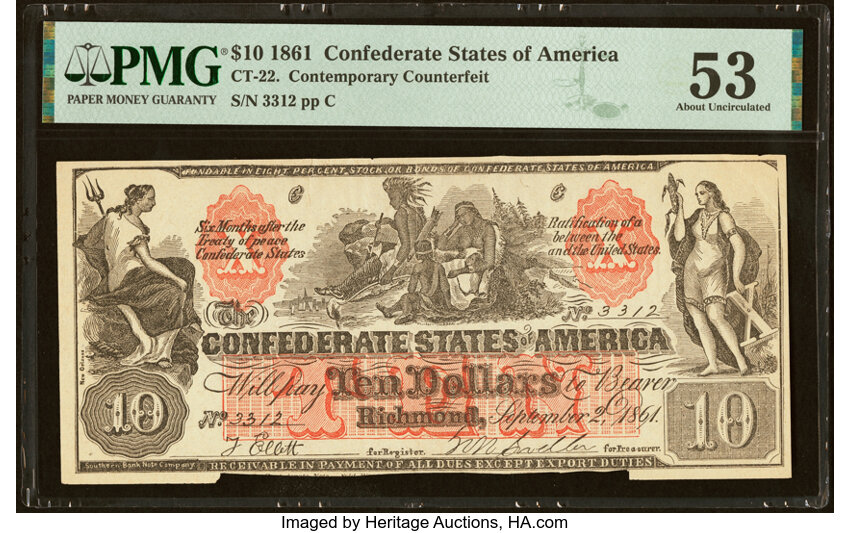 PMG® $10 1861 Confederate States of America
PAPER MONEY GUARANTY
CT-22. Contemporary Counterfeit
S/N 3312 pp C
53
About Uncirculated
FUNDABLE IN EIGHT PERCENT, STOCK OR BONDS OF CONFEDERATE STATES OF AMERICA
C C
Six Months after the
Treaty of peace
Confederate States
X
Ratification of a
between the
and the United States.
X
The
No 3312
CONFEDERATE STATES OF AMERICA
New Orleans
Will pay Ten Dollars to Bearer
TEN
No 3312
Richmond, September 2, 1861.
10
10
for Register.
for Treasurer.
Southern Bank Note Company
RECEIVABLE IN PAYMENT OF ALL DUES EXCEPT EXPORT DUTIES
Imaged by Heritage Auctions, HA.com